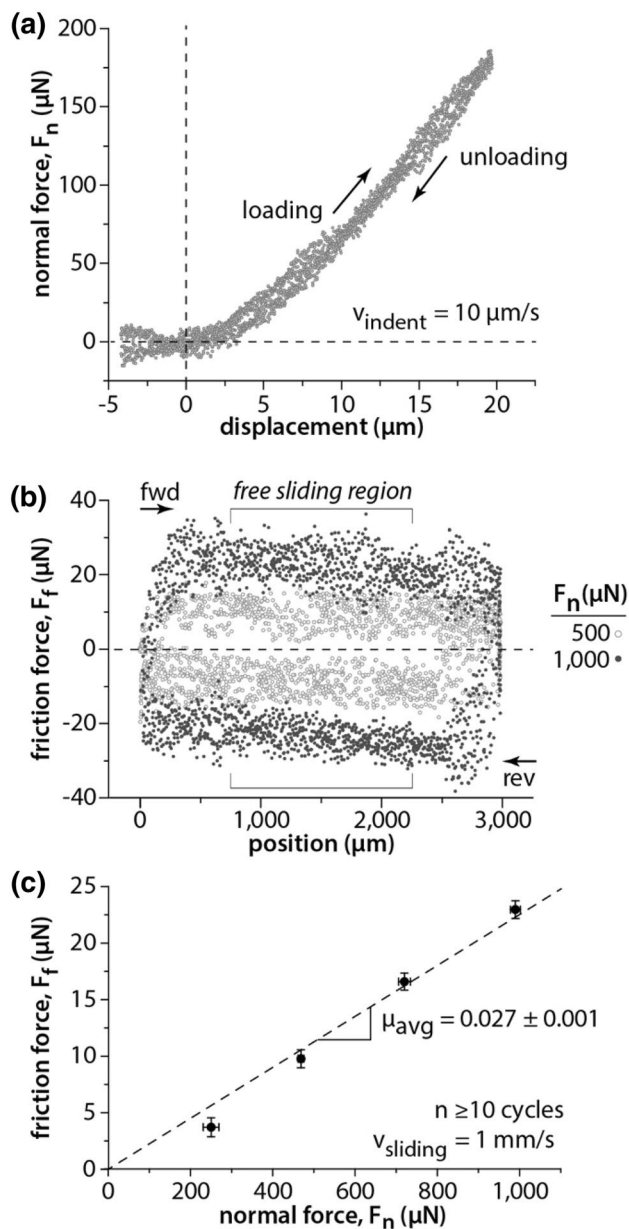 (a)
200
150
100
50
0
normal force, Fn (μN)
loading
unloading
vindent = 10 μm/s
-5 0 5 10 15 20
displacement (μm)
(b)
fwd
free sliding region
40
20
0
-20
-40
friction force, Ff (μN)
Fn(μN)
500
1,000
rev
0 1,000 2,000 3,000
position (μm)
(c)
25
20
15
10
5
0
friction force, Ff (μN)
μavg = 0.027 ± 0.001
n ≥10 cycles
vsliding = 1 mm/s
0 200 400 600 800 1,000
normal force, Fn (μN)